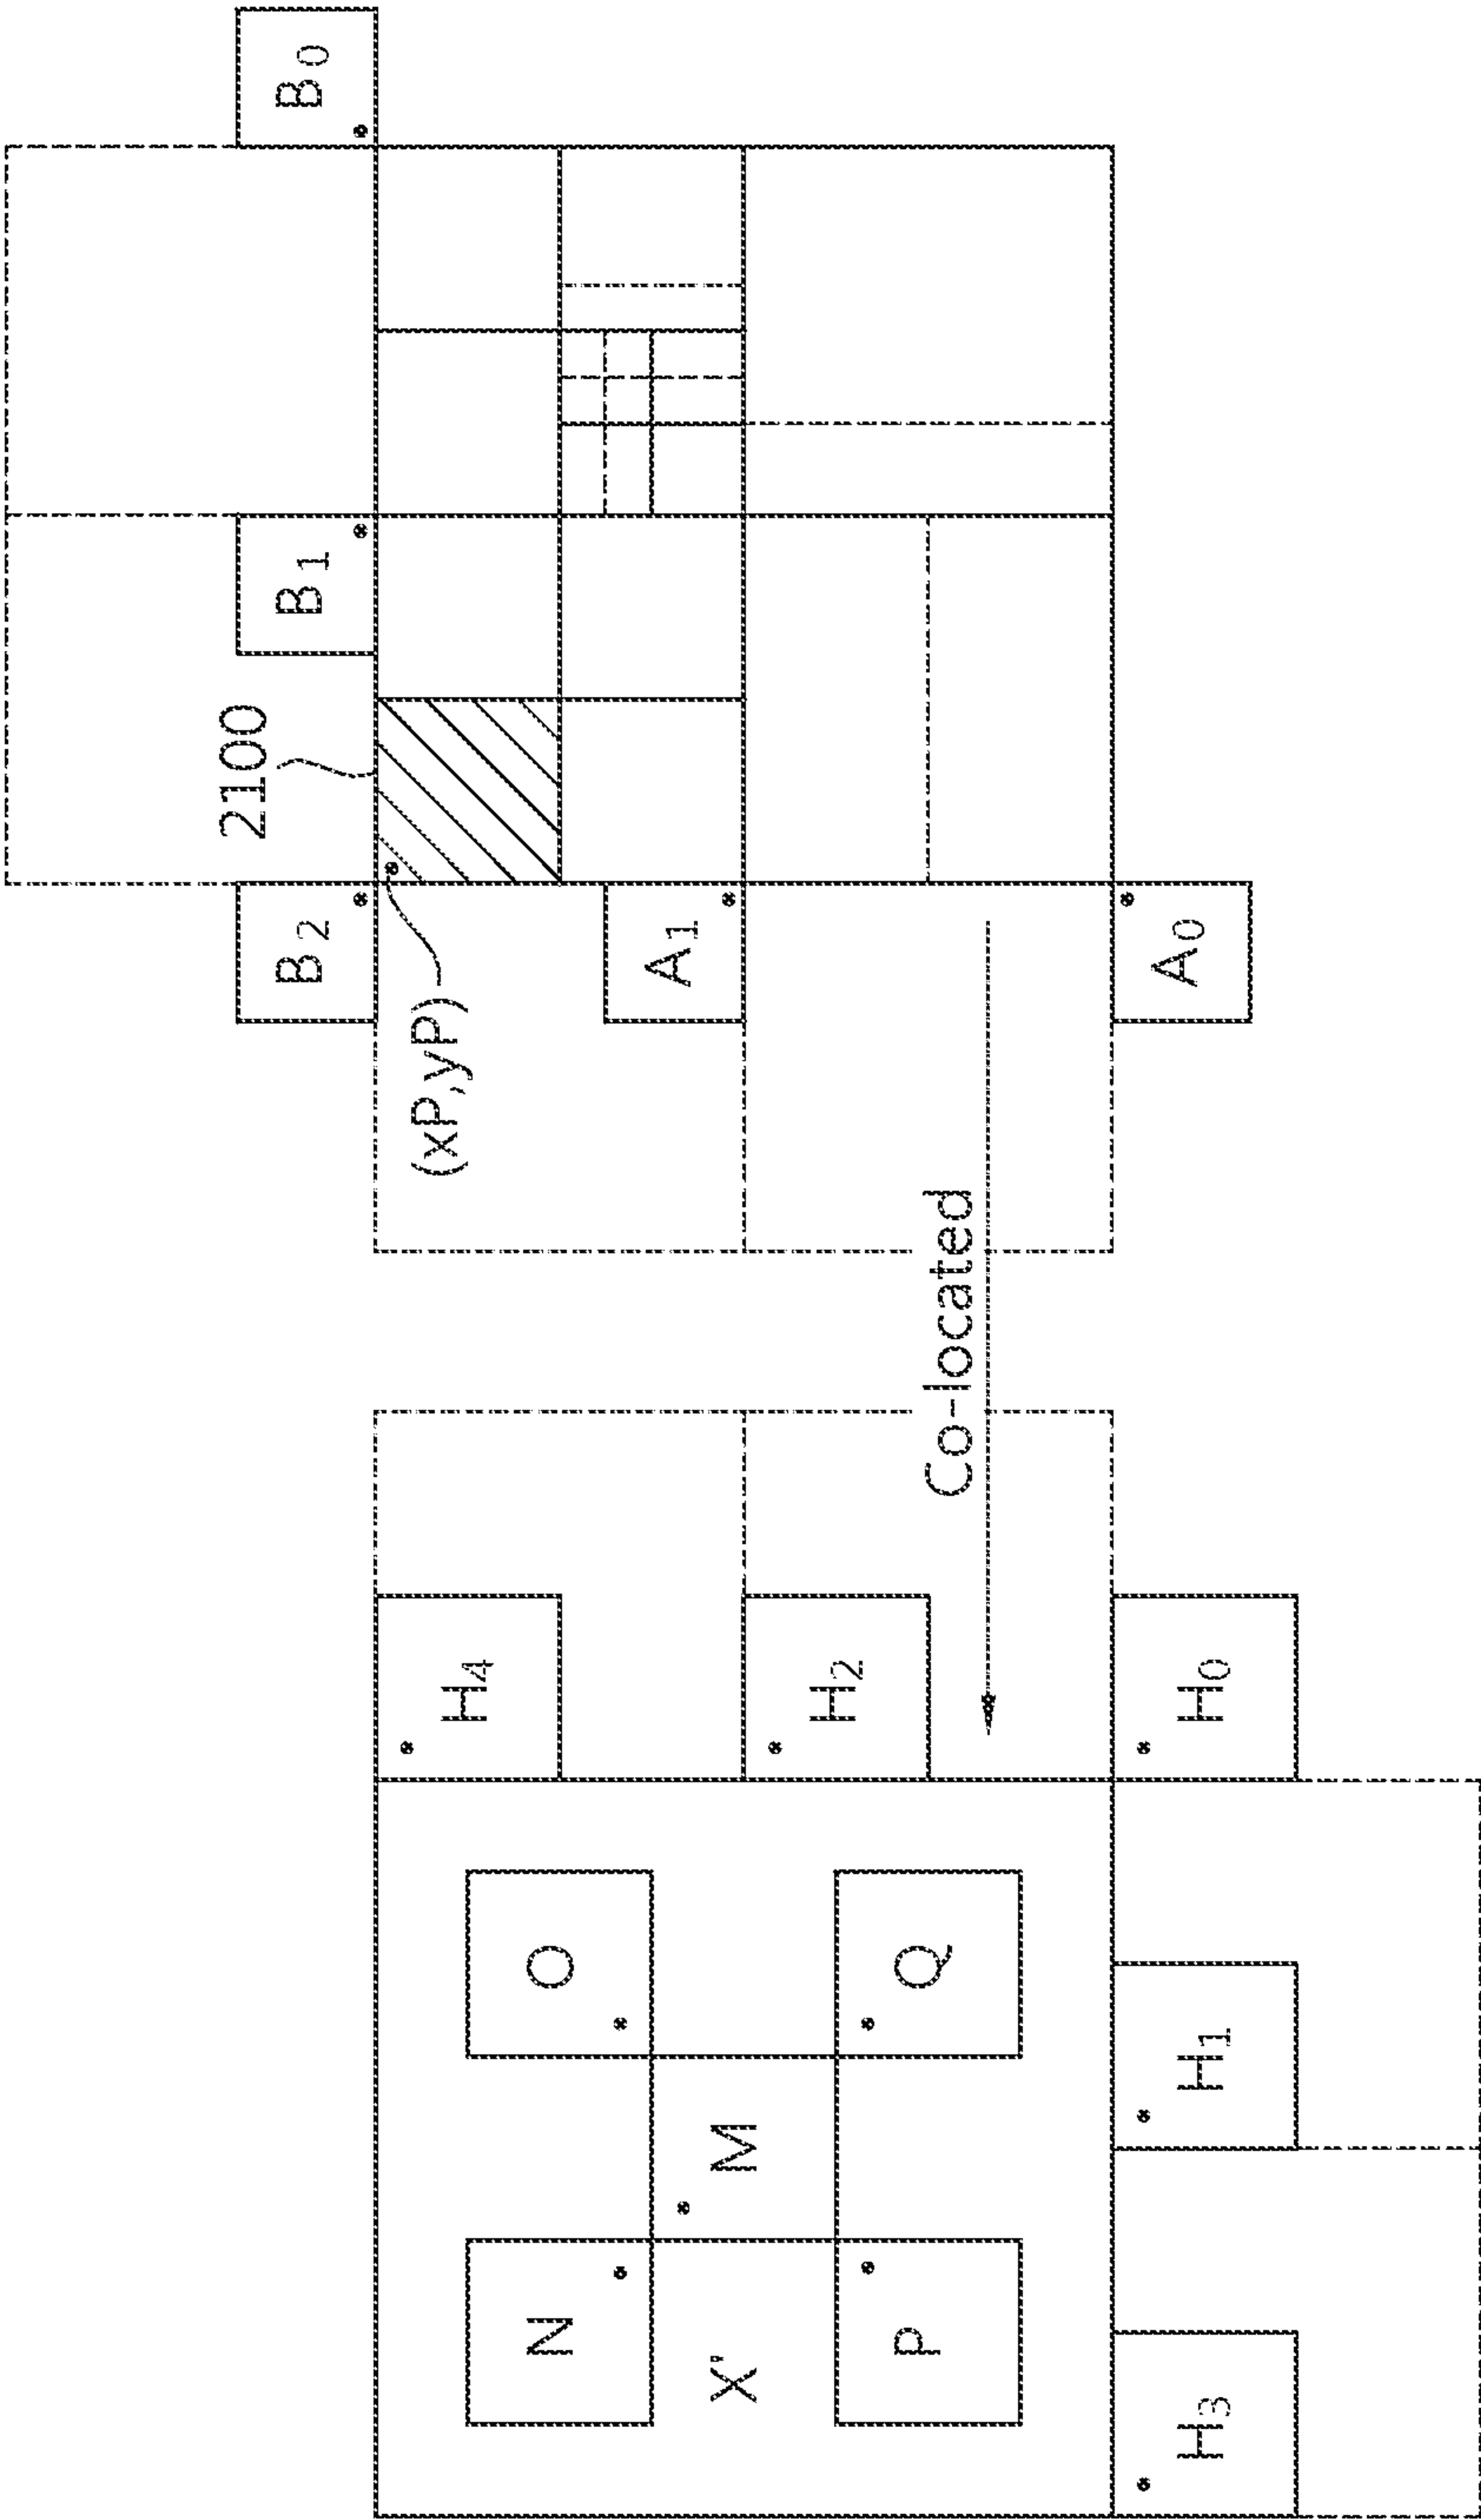 2100
B2 B1 B0
H4 (xP,yP)
N O
A1
X' M
H2
P Q Co-located
H3 H1 H0 A0